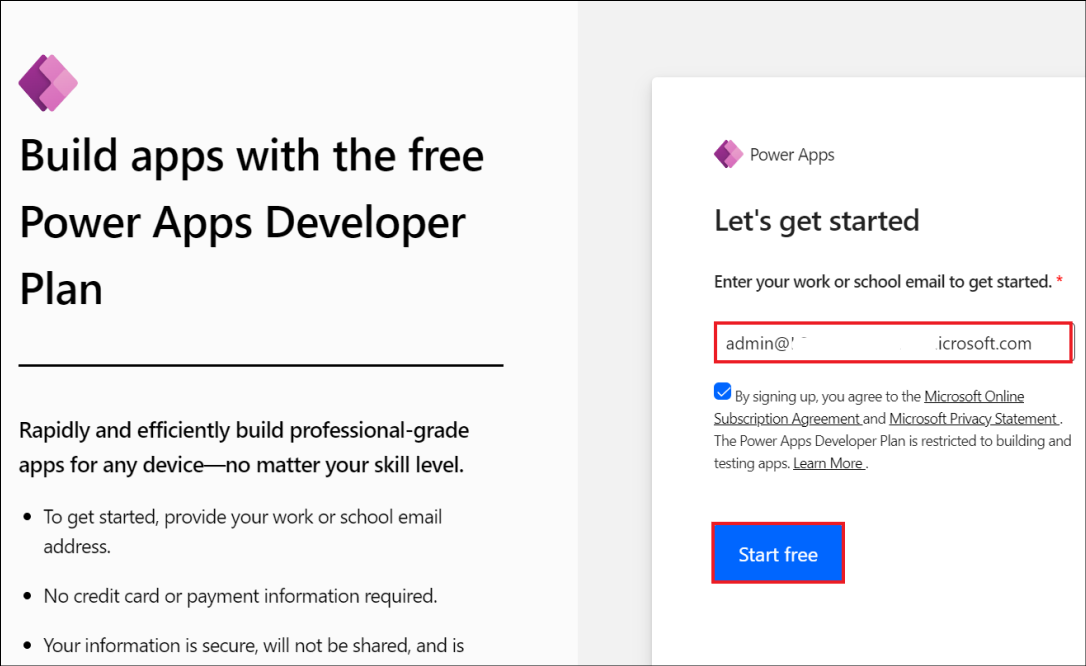 Build apps with the free
Power Apps Developer
Plan
Rapidly and efficiently build professional-grade
apps for any device—no matter your skill level.
• To get started, provide your work or school email
address.
• No credit card or payment information required.
• Your information is secure, will not be shared, and is
Power Apps
Let's get started
Enter your work or school email to get started. *
admin@ icrosoft.com
By signing up, you agree to the Microsoft Online
Subscription Agreement and Microsoft Privacy Statement .
The Power Apps Developer Plan is restricted to building and
testing apps. Learn More .
Start free